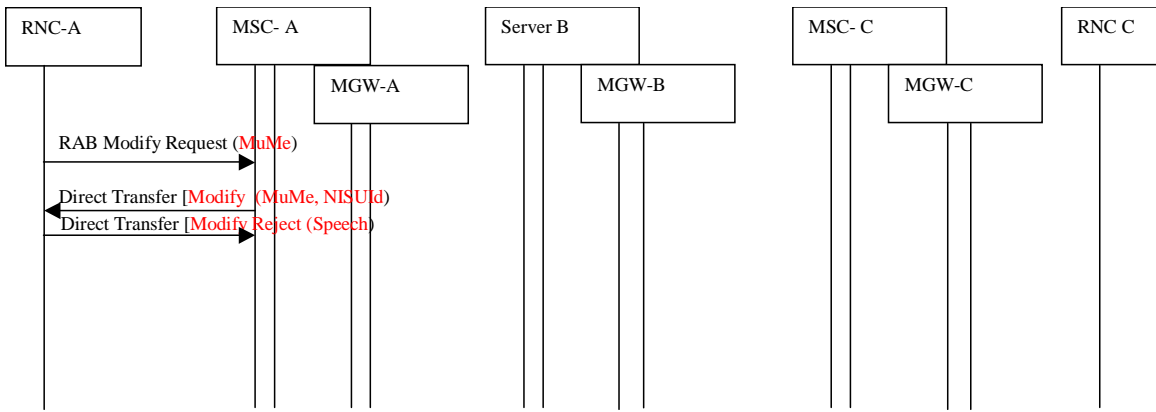 RNC-A
MSC- A
Server B
MSC- C
RNC C
MGW-A
MGW-B
MGW-C
RAB Modify Request (MuMe)
Direct Transfer [Modify (MuMe, NISUId)
Direct Transfer [Modify Reject (Speech)